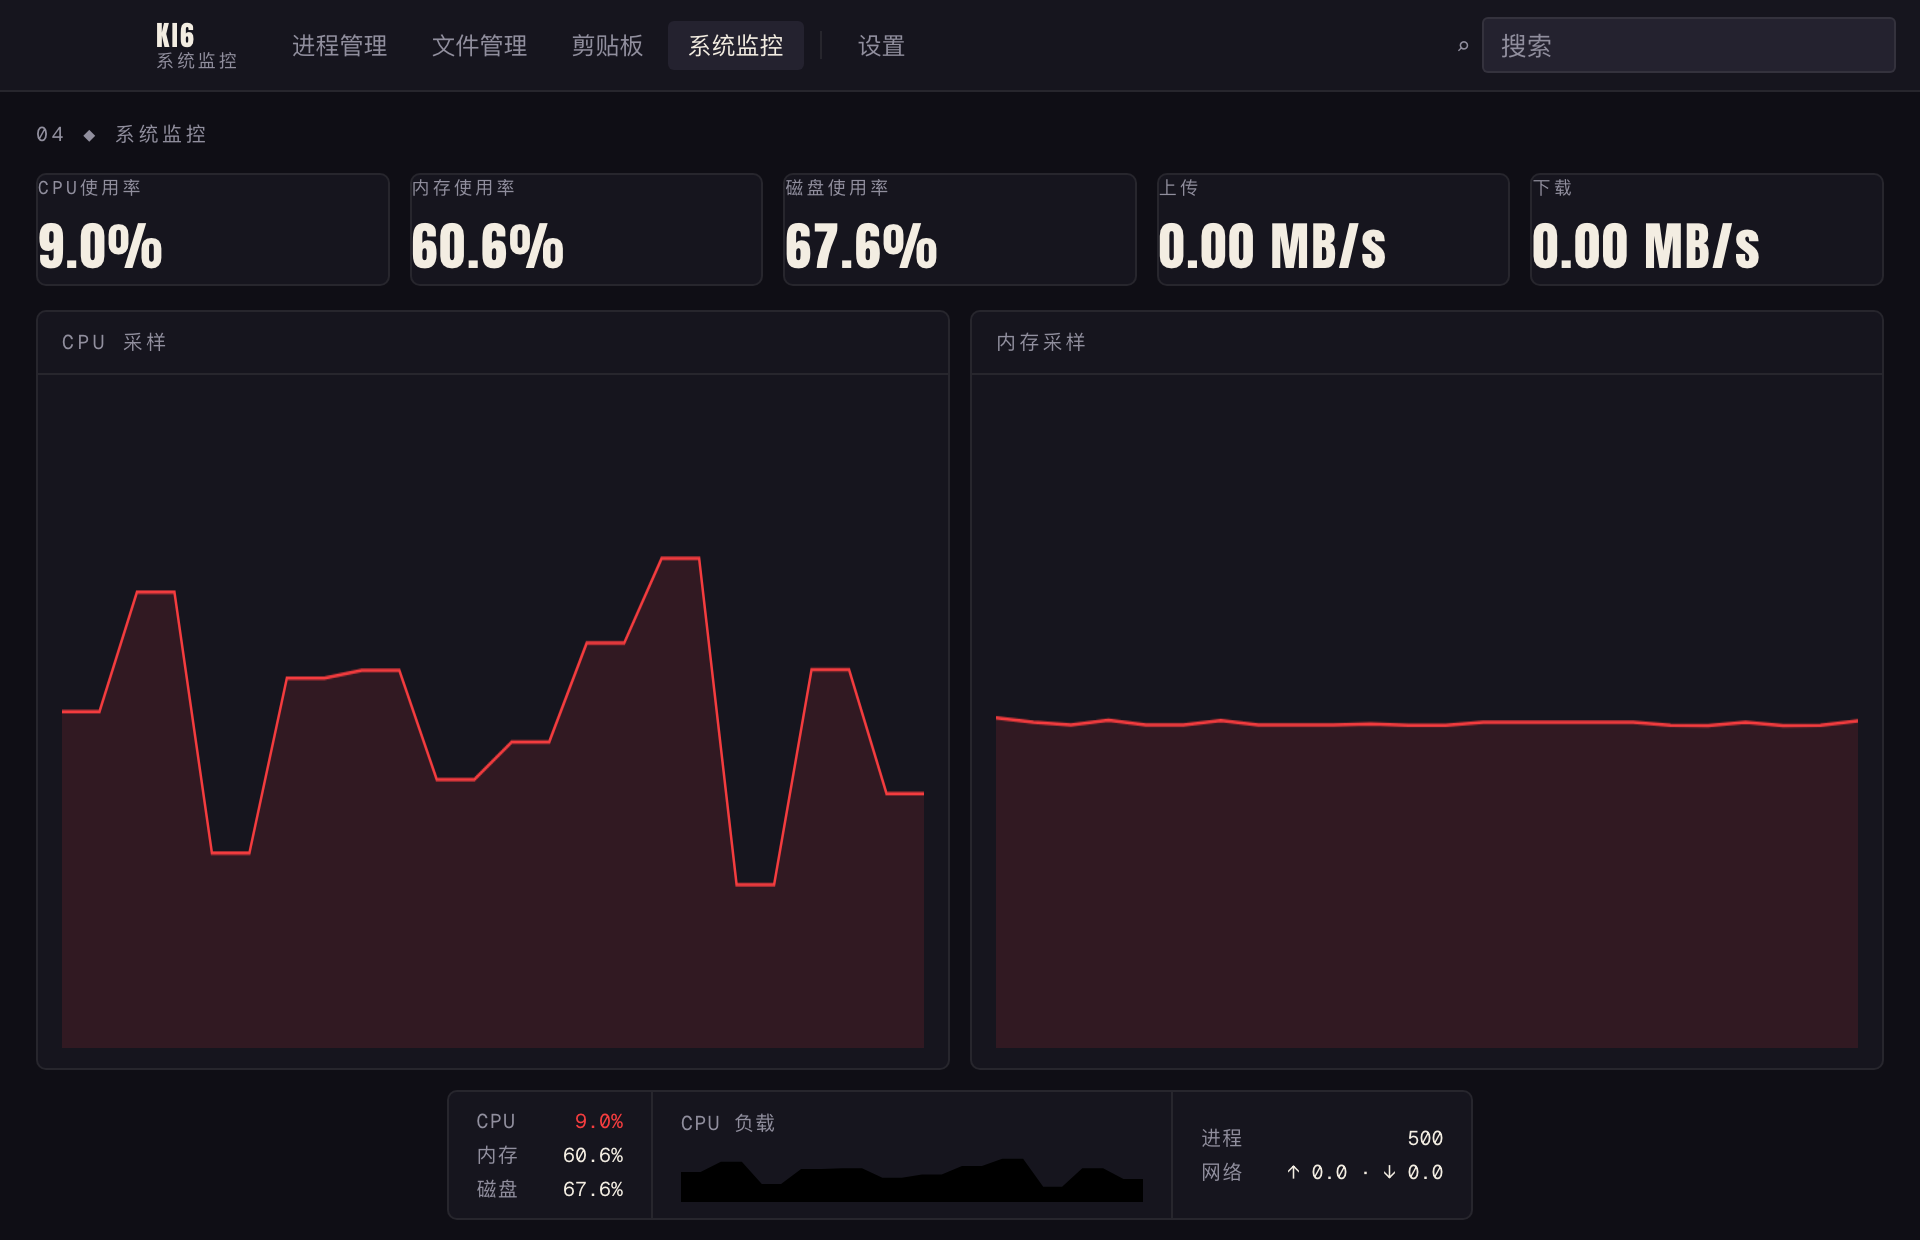 KI6
系统监控
进程管理
文件管理
剪贴板
系统监控
设置
搜索
04 ◆ 系统监控
CPU使用率
9.0%
内存使用率
60.6%
磁盘使用率
67.6%
上传
0.00 MB/s
下载
0.00 MB/s
CPU 采样
内存采样
CPU 9.0%
内存 60.6%
磁盘 67.6%
CPU 负载
进程 500
网络 ↑ 0.0 · ↓ 0.0